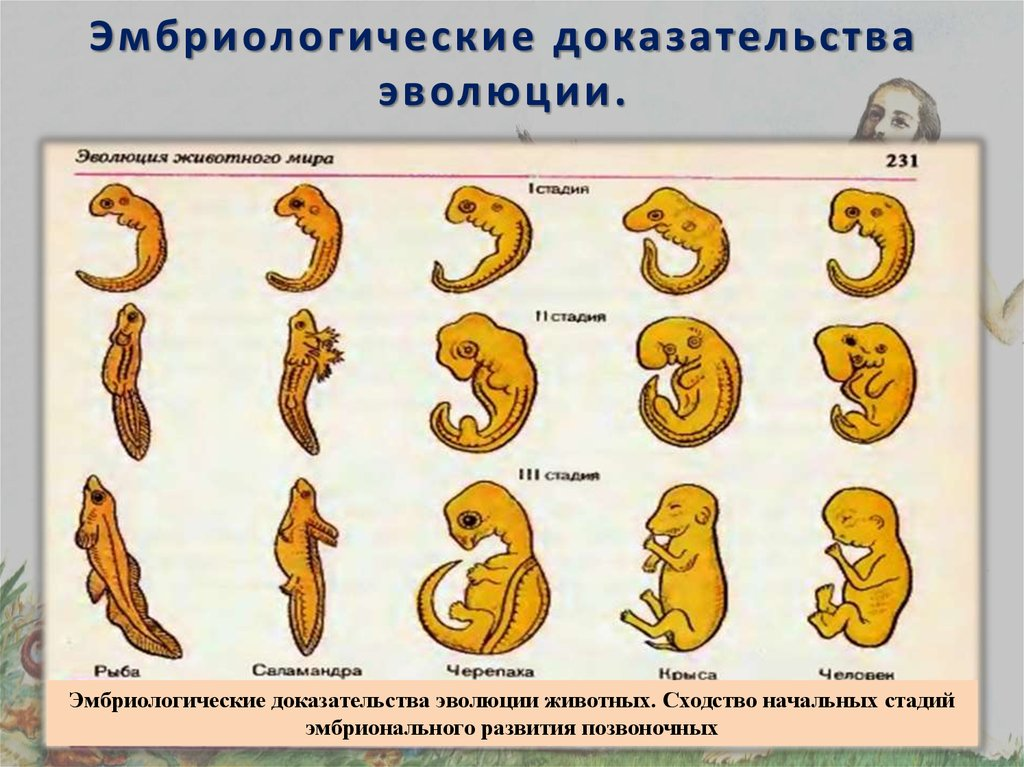 Эмбриологические доказательства
эволюции.
Эволюция животного мира 231
I стадия
II стадия
III стадия
Рыба Саламандра Черепаха Крыса Человек
Эмбриологические доказательства эволюции животных. Сходство начальных стадий
эмбрионального развития позвоночных